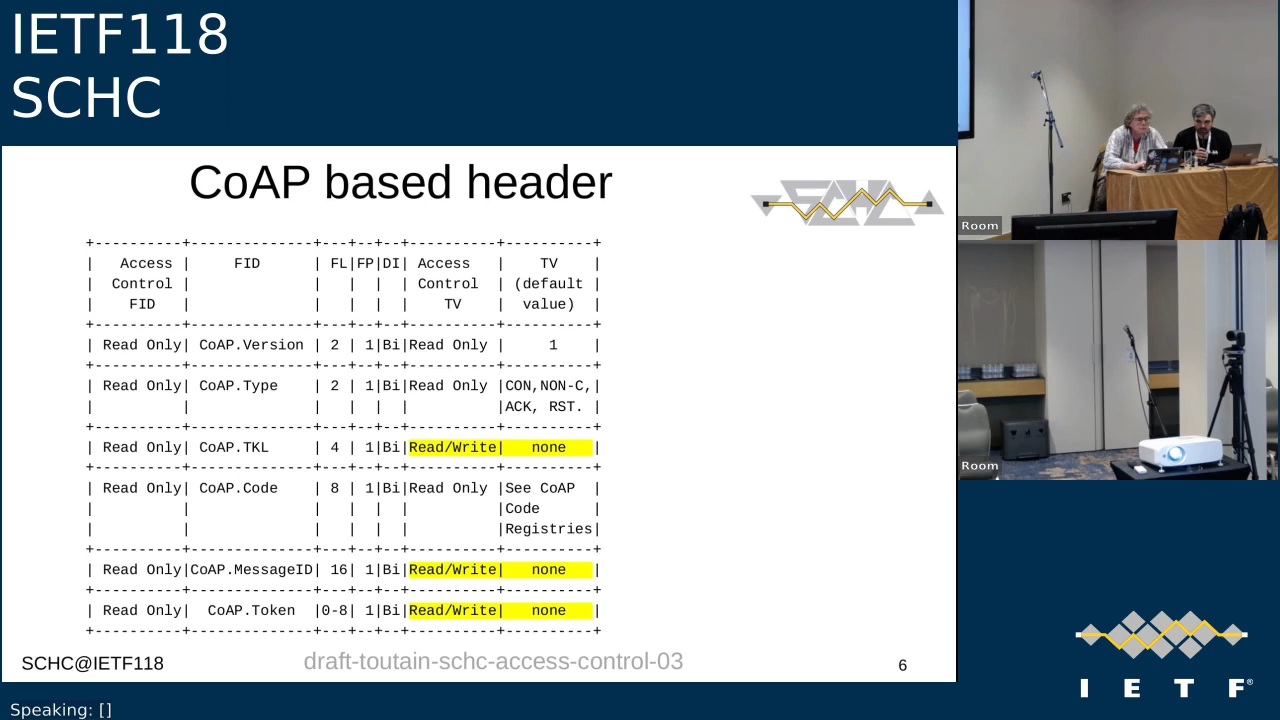 IETF118
SCHC
CoAP based header
SCHC
+----------+--------------+---+--+--+----------+----------+
|   Access |     FID      | FL|FP|DI| Access   |    TV    |
|  Control |              |   |  |  | Control  | (default |
|    FID   |              |   |  |  |    TV    |  value)  |
+----------+--------------+---+--+--+----------+----------+
| Read Only| CoAP.Version | 2 | 1|Bi|Read Only |     1    |
+----------+--------------+---+--+--+----------+----------+
| Read Only| CoAP.Type    | 2 | 1|Bi|Read Only |CON,NON-C,|
|          |              |   |  |  |          |ACK, RST. |
+----------+--------------+---+--+--+----------+----------+
| Read Only| CoAP.TKL     | 4 | 1|Bi|Read/Write|   none   |
+----------+--------------+---+--+--+----------+----------+
| Read Only| CoAP.Code    | 8 | 1|Bi|Read Only |See CoAP  |
|          |              |   |  |  |          |Code      |
|          |              |   |  |  |          |Registries|
+----------+--------------+---+--+--+----------+----------+
| Read Only|CoAP.MessageID| 16| 1|Bi|Read/Write|   none   |
+----------+--------------+---+--+--+----------+----------+
| Read Only|  CoAP.Token  |0-8| 1|Bi|Read/Write|   none   |
+----------+--------------+---+--+--+----------+----------+
SCHC@IETF118
draft-toutain-schc-access-control-03
6
Room
Room
I E T F®
Speaking: []